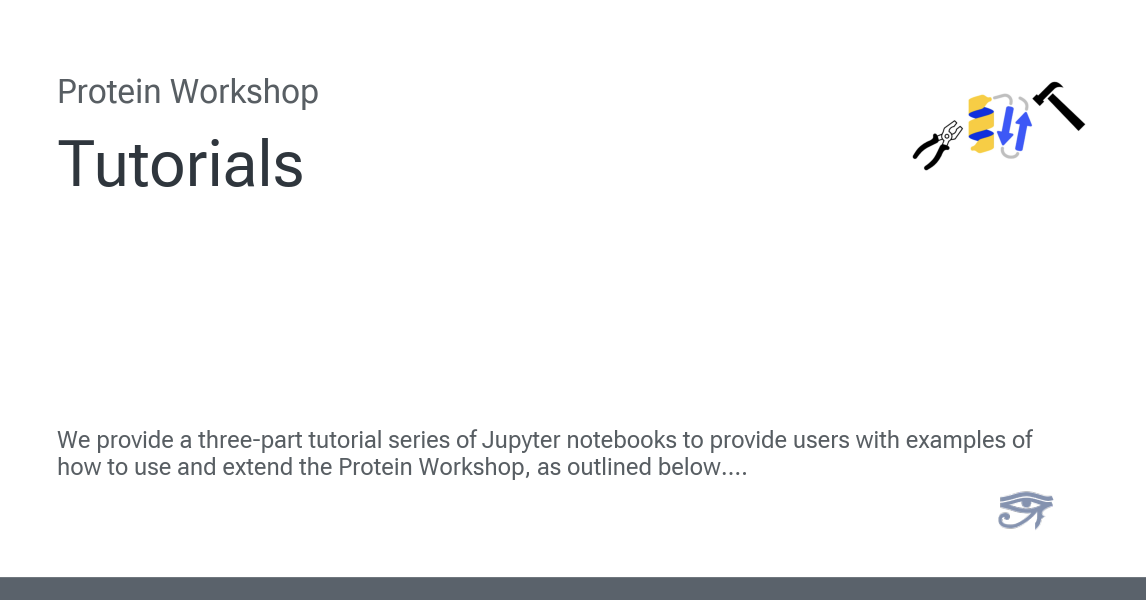 Protein Workshop
Tutorials
We provide a three-part tutorial series of Jupyter notebooks to provide users with examples of
how to use and extend the Protein Workshop, as outlined below....